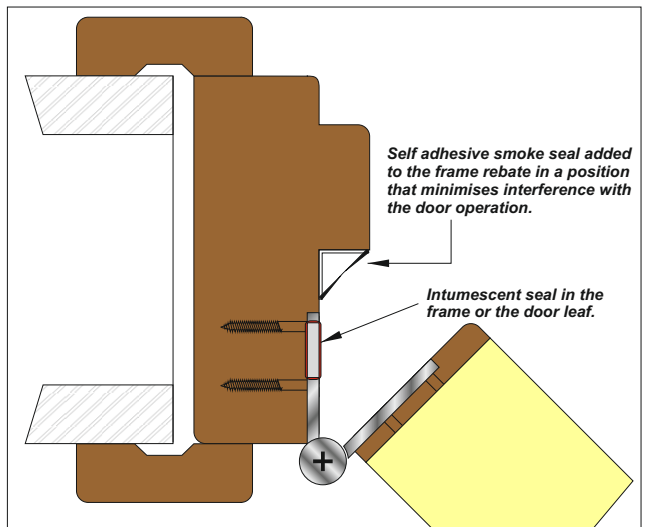 Self adhesive smoke seal added
to the frame rebate in a position
that minimises interference with
the door operation.
Intumescent seal in the
frame or the door leaf.